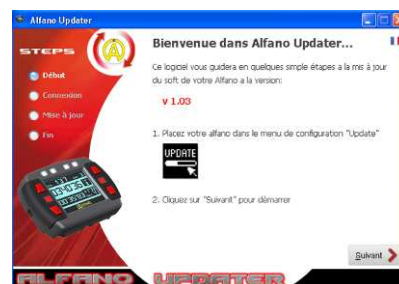 Alfano Updater
STEPS
Début
Connexion
Mise à jour
Fin
Bienvenue dans Alfano Updater...
Ce logiciel vous guidera en quelques simple étapes a la mis à jour
du soft de votre Alfano a la version:
v 1.03
1. Placez votre alfano dans le menu de configuration "Update"
UPDATE
2. Cliquez sur "Suivant" pour démarrer
Suivant
ALFANO UPDATER